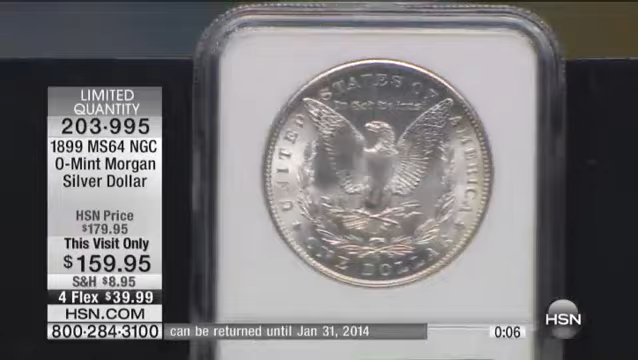 LIMITED
QUANTITY
203-995
1899 MS64 NGC
O-Mint Morgan
Silver Dollar
HSN Price
$179.95
This Visit Only
$159.95
S&H $8.95
4 Flex $39.99
HSN.COM
800-284-3100
can be returned until Jan 31, 2014
0:06
HSN
UNITED STATES OF AMERICA
In God We Trust
ONE DOLLAR